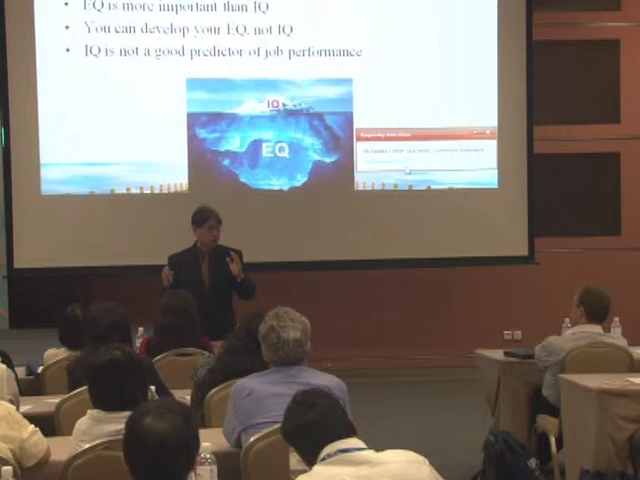 EQ is more important than IQ
You can develop your EQ, not IQ.
IQ is not a good predictor of job performance
IQ
EQ